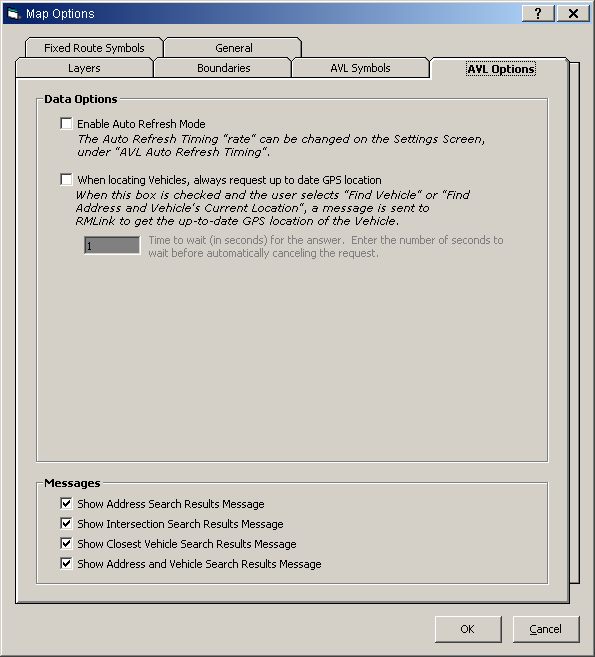 Map Options
Fixed Route Symbols
General
Layers
Boundaries
AVL Symbols
AVL Options
Data Options
Enable Auto Refresh Mode
The Auto Refresh Timing "rate" can be changed on the Settings Screen,
under "AVL Auto Refresh Timing".
When locating Vehicles, always request up to date GPS location
When this box is checked and the user selects "Find Vehicle" or "Find
Address and Vehicle's Current Location", a message is sent to
RMLink to get the up-to-date GPS location of the Vehicle.
1
Time to wait (in seconds) for the answer. Enter the number of seconds to
wait before automatically canceling the request.
Messages
Show Address Search Results Message
Show Intersection Search Results Message
Show Closest Vehicle Search Results Message
Show Address and Vehicle Search Results Message
OK
Cancel